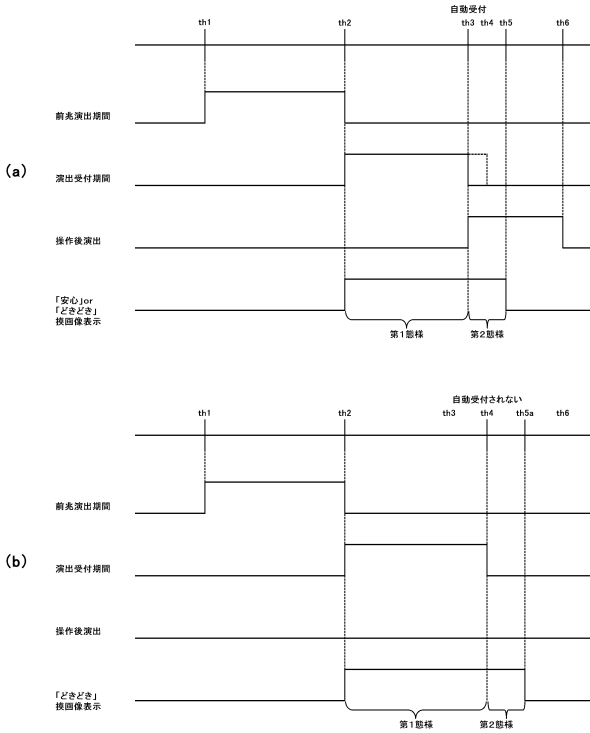 自動受付
th1 th2 th3 th4 th5 th6
前兆演出期間
(a)
演出受付期間
操作後演出
「安心」or
「どきどき」
換画像表示
第1態様 第2態様
自動受付されない
th1 th2 th3 th4 th5a th6
前兆演出期間
(b)
演出受付期間
操作後演出
「どきどき」
換画像表示
第1態様 第2態様